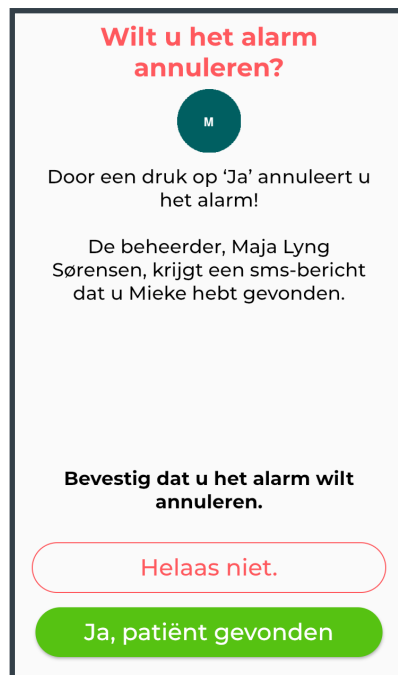 Wilt u het alarm
annuleren?
M
Door een druk op ‘Ja’ annuleert u
het alarm!
De beheerder, Maja Lyng
Sørensen, krijgt een sms-bericht
dat u Mieke hebt gevonden.
Bevestig dat u het alarm wilt
annuleren.
Helaas niet.
Ja, patiënt gevonden